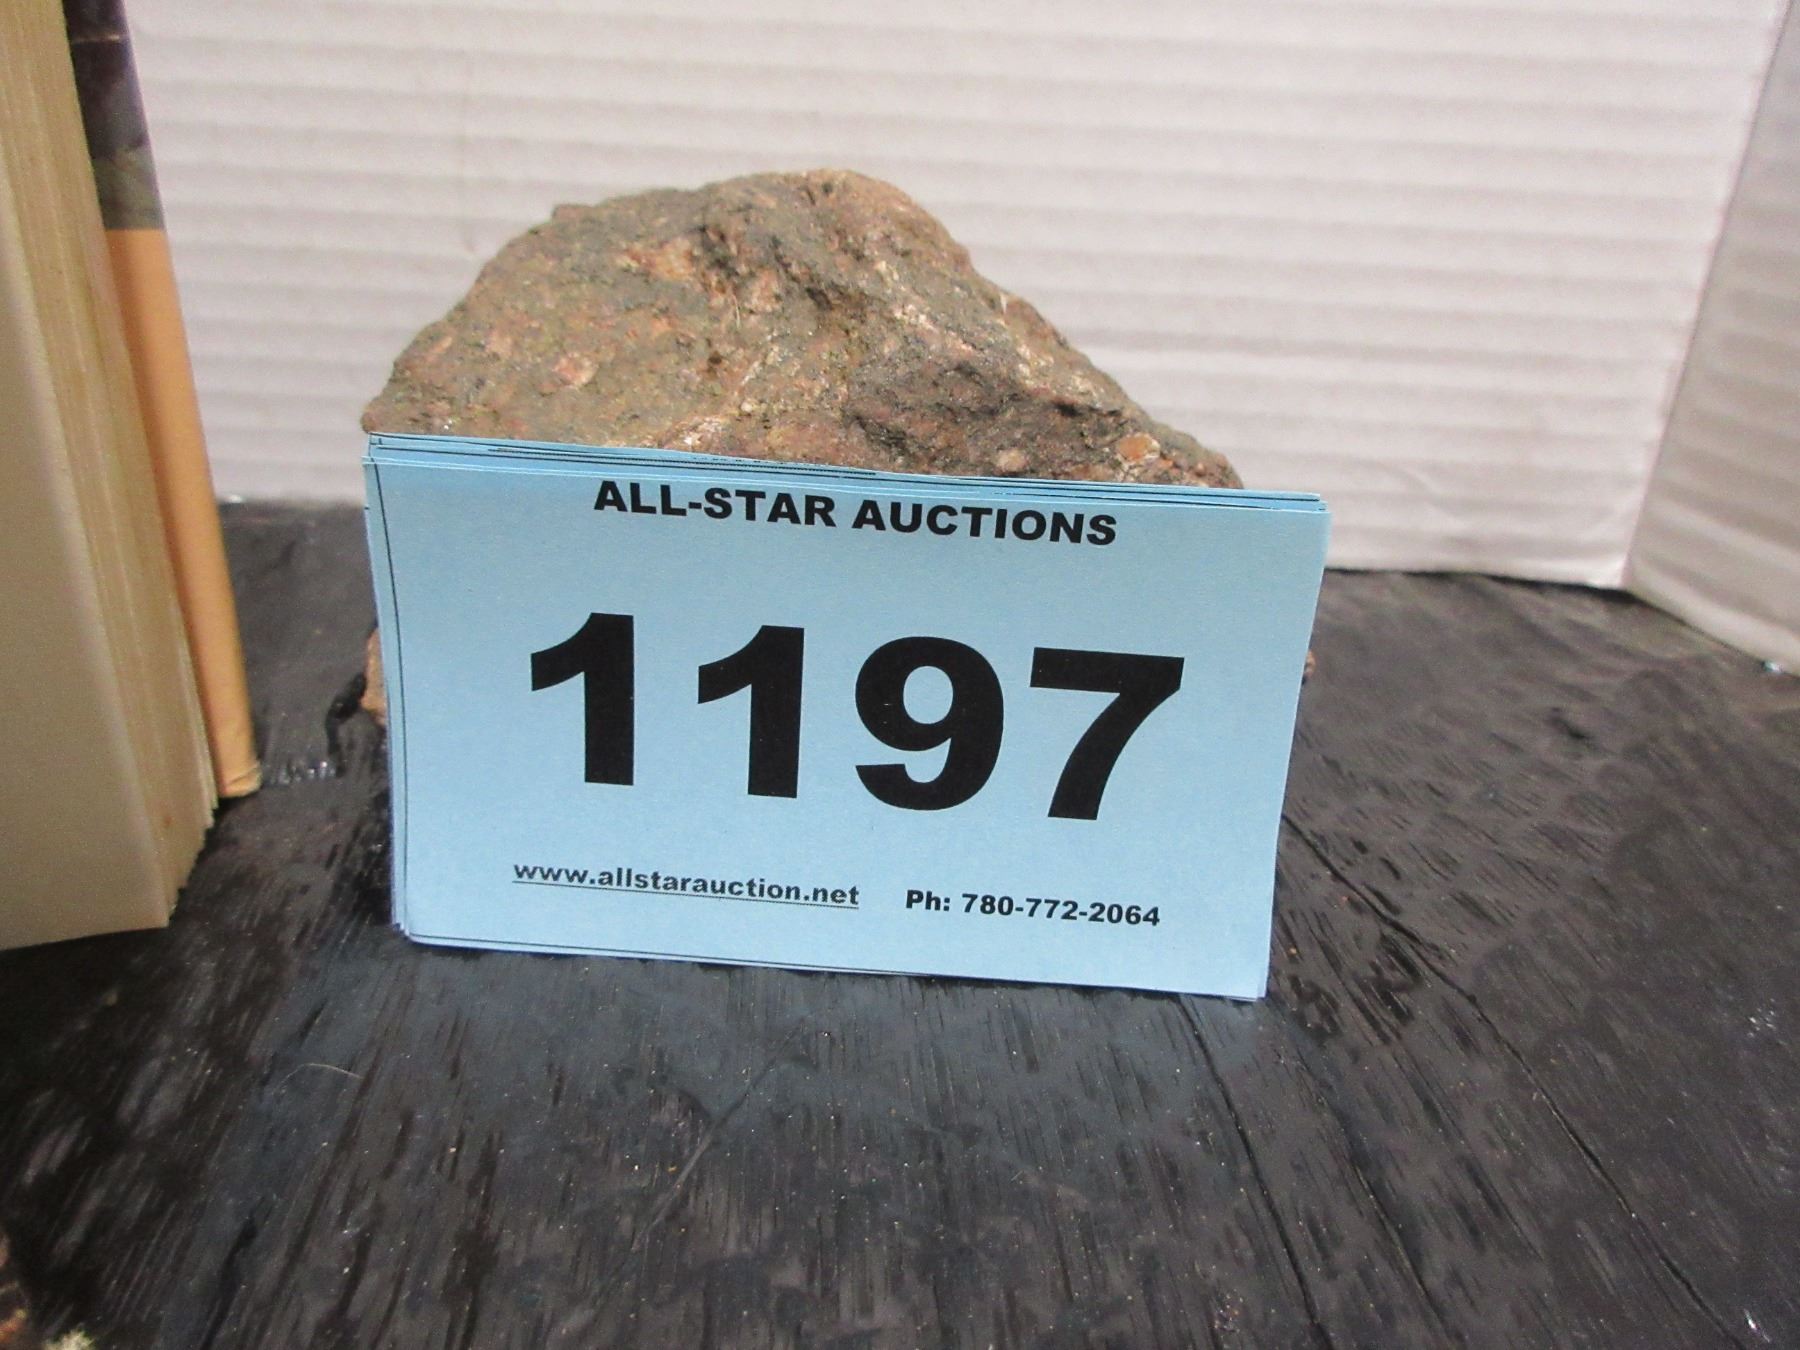 ALL-STAR AUCTIONS
1197
www.allstarauction.net Ph: 780-772-2064